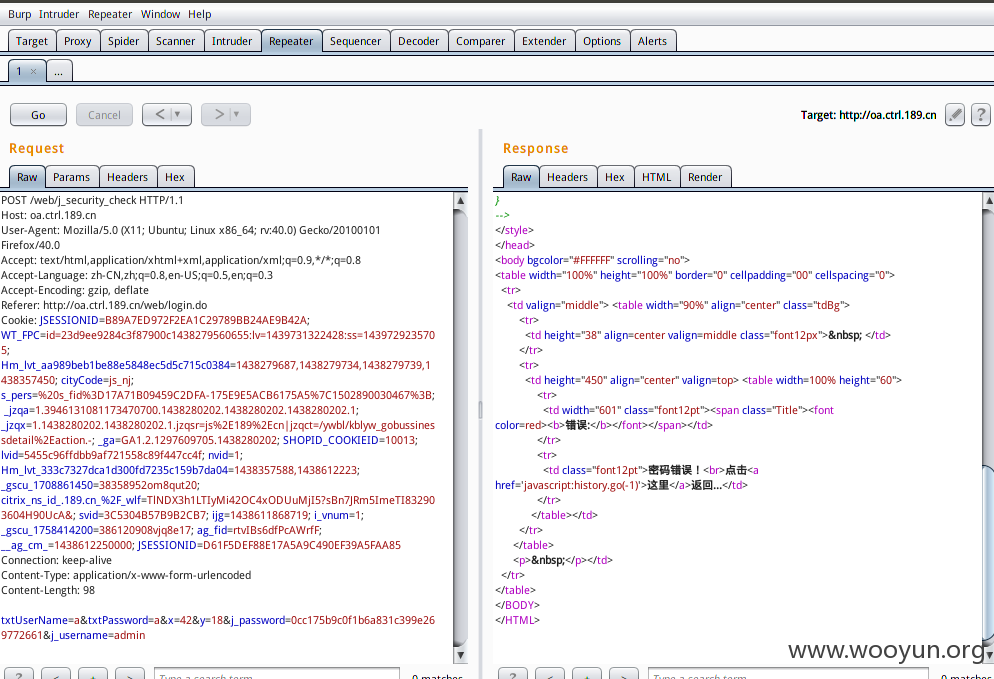 Burp Intruder Repeater Window Help
Target Proxy Spider Scanner Intruder Repeater Sequencer Decoder Comparer Extender Options Alerts
1 × ...
Go Cancel < ▼ > ▼ Target: http://oa.ctrl.189.cn ?
Request
Raw Params Headers Hex
POST /web/j_security_check HTTP/1.1
Host: oa.ctrl.189.cn
User-Agent: Mozilla/5.0 (X11; Ubuntu; Linux x86_64; rv:40.0) Gecko/20100101
Firefox/40.0
Accept: text/html,application/xhtml+xml,application/xml;q=0.9,*/*;q=0.8
Accept-Language: zh-CN,zh;q=0.8,en-US;q=0.5,en;q=0.3
Accept-Encoding: gzip, deflate
Referer: http://oa.ctrl.189.cn/web/login.do
Cookie: JSESSIONID=B89A7ED972F2EA1C29789BB24AE9B42A;
WT_FPC=id=23d9ee9284c3f87900c1438279560655:lv=1439731322428:ss=143972923570
5;
Hm_lvt_aa989beb1be88e5848ec5d5c715c0384=1438279687,1438279734,1438279739,1
438357450; cityCode=js_nj;
s_pers=%20s_fid%3D17A71B09459C2DFA-175E9E5ACB6175A5%7C1502890030467%3B;
_jzqa=1.3946131081173470700.1438280202.1438280202.1438280202.1;
_jzqx=1.1438280202.1438280202.1.jzqsr=js%2E189%2Ecn|jzqct=/ywbl/kblyw_gobussines
sdetail%2Eaction.-; _ga=GA1.2.1297609705.1438280202; SHOPID_COOKIEID=10013;
lvid=5455c96ffdbb9af721558c89f447cc4f; nvid=1;
Hm_lvt_333c7327dca1d300fd7235c159b7da04=1438357588,1438612223;
_gscu_1708861450=38358952om8qut20;
citrix_ns_id_.189.cn_%2F_wlf=TlNDX3h1LTIyMi42OC4xODUuMjI5?sBn7JRm5ImeTI83290
3604H90UcA&; svid=3C5304B57B9B2CB7; ijg=1438611868719; i_vnum=1;
_gscu_1758414200=386120908vjq8e17; ag_fid=rtvIBs6dfPcAWrfF;
__ag_cm_=1438612250000; JSESSIONID=D61F5DEF88E17A5A9C490EF39A5FAA85
Connection: keep-alive
Content-Type: application/x-www-form-urlencoded
Content-Length: 98
txtUserName=a&txtPassword=a&x=42&y=18&j_password=0cc175b9c0f1b6a831c399e26
9772661&j_username=admin
? < + > Type a search term 0 matches
Response
Raw Headers Hex HTML Render
}
-->
</style>
</head>
<body bgcolor="#FFFFFF" scrolling="no">
<table width="100%" height="100%" border="0" cellpadding="00" cellspacing="0">
<tr>
<td valign="middle"> <table width="90%" align="center" class="tdBg">
<tr>
<td height="38" align=center valign=middle class="font12px">&nbsp; </td>
</tr>
<tr>
<td height="450" align="center" valign=top> <table width=100% height="60">
<tr>
<td width="601" class="font12pt"><span class="Title"><font
color=red><b>错误:</b></font></span></td>
</tr>
<tr>
<td class="font12pt">密码错误！<br>点击<a
href='javascript:history.go(-1)'>这里</a>返回...</td>
</tr>
</table></td>
</tr>
</table>
<p>&nbsp;</p></td>
</tr>
</table>
</BODY>
</HTML>
? < + > Type a search term 0 matches
www.wooyun.org